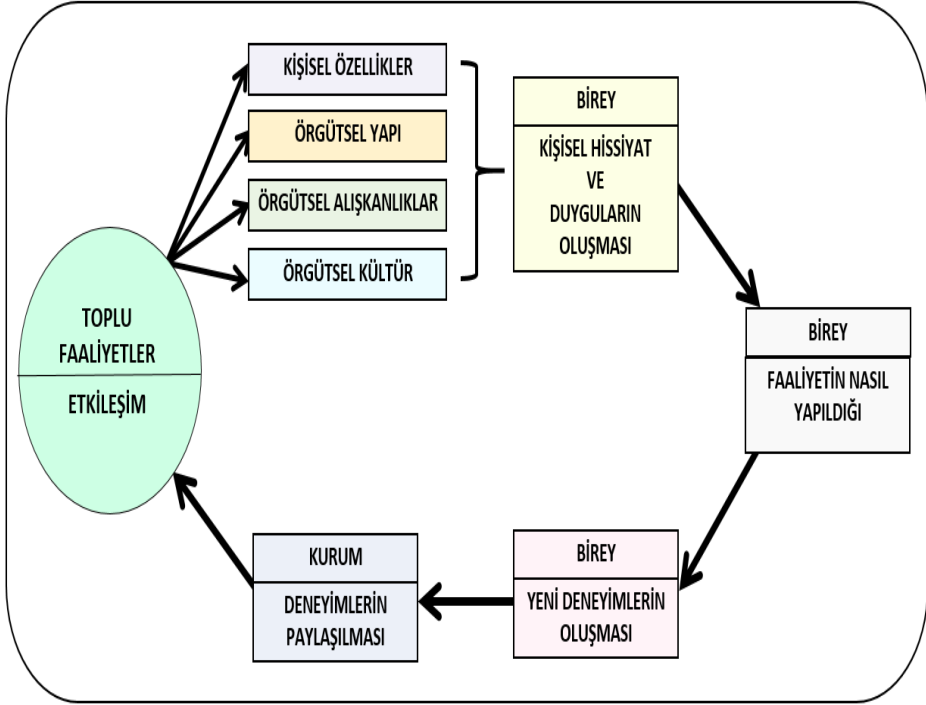 KİŞİSEL ÖZELLİKLER
ÖRGÜTSEL YAPI
ÖRGÜTSEL ALIŞKANLIKLAR
ÖRGÜTSEL KÜLTÜR
BİREY
KİŞİSEL HİSSİYAT
VE
DUYGULARIN
OLUŞMASI
BİREY
FAALİYETİN NASIL
YAPILDIĞI
BİREY
YENİ DENEYİMLERİN
OLUŞMASI
KURUM
DENEYİMLERİN
PAYLAŞILMASI
TOPLU
FAALİYETLER
ETKİLEŞİM